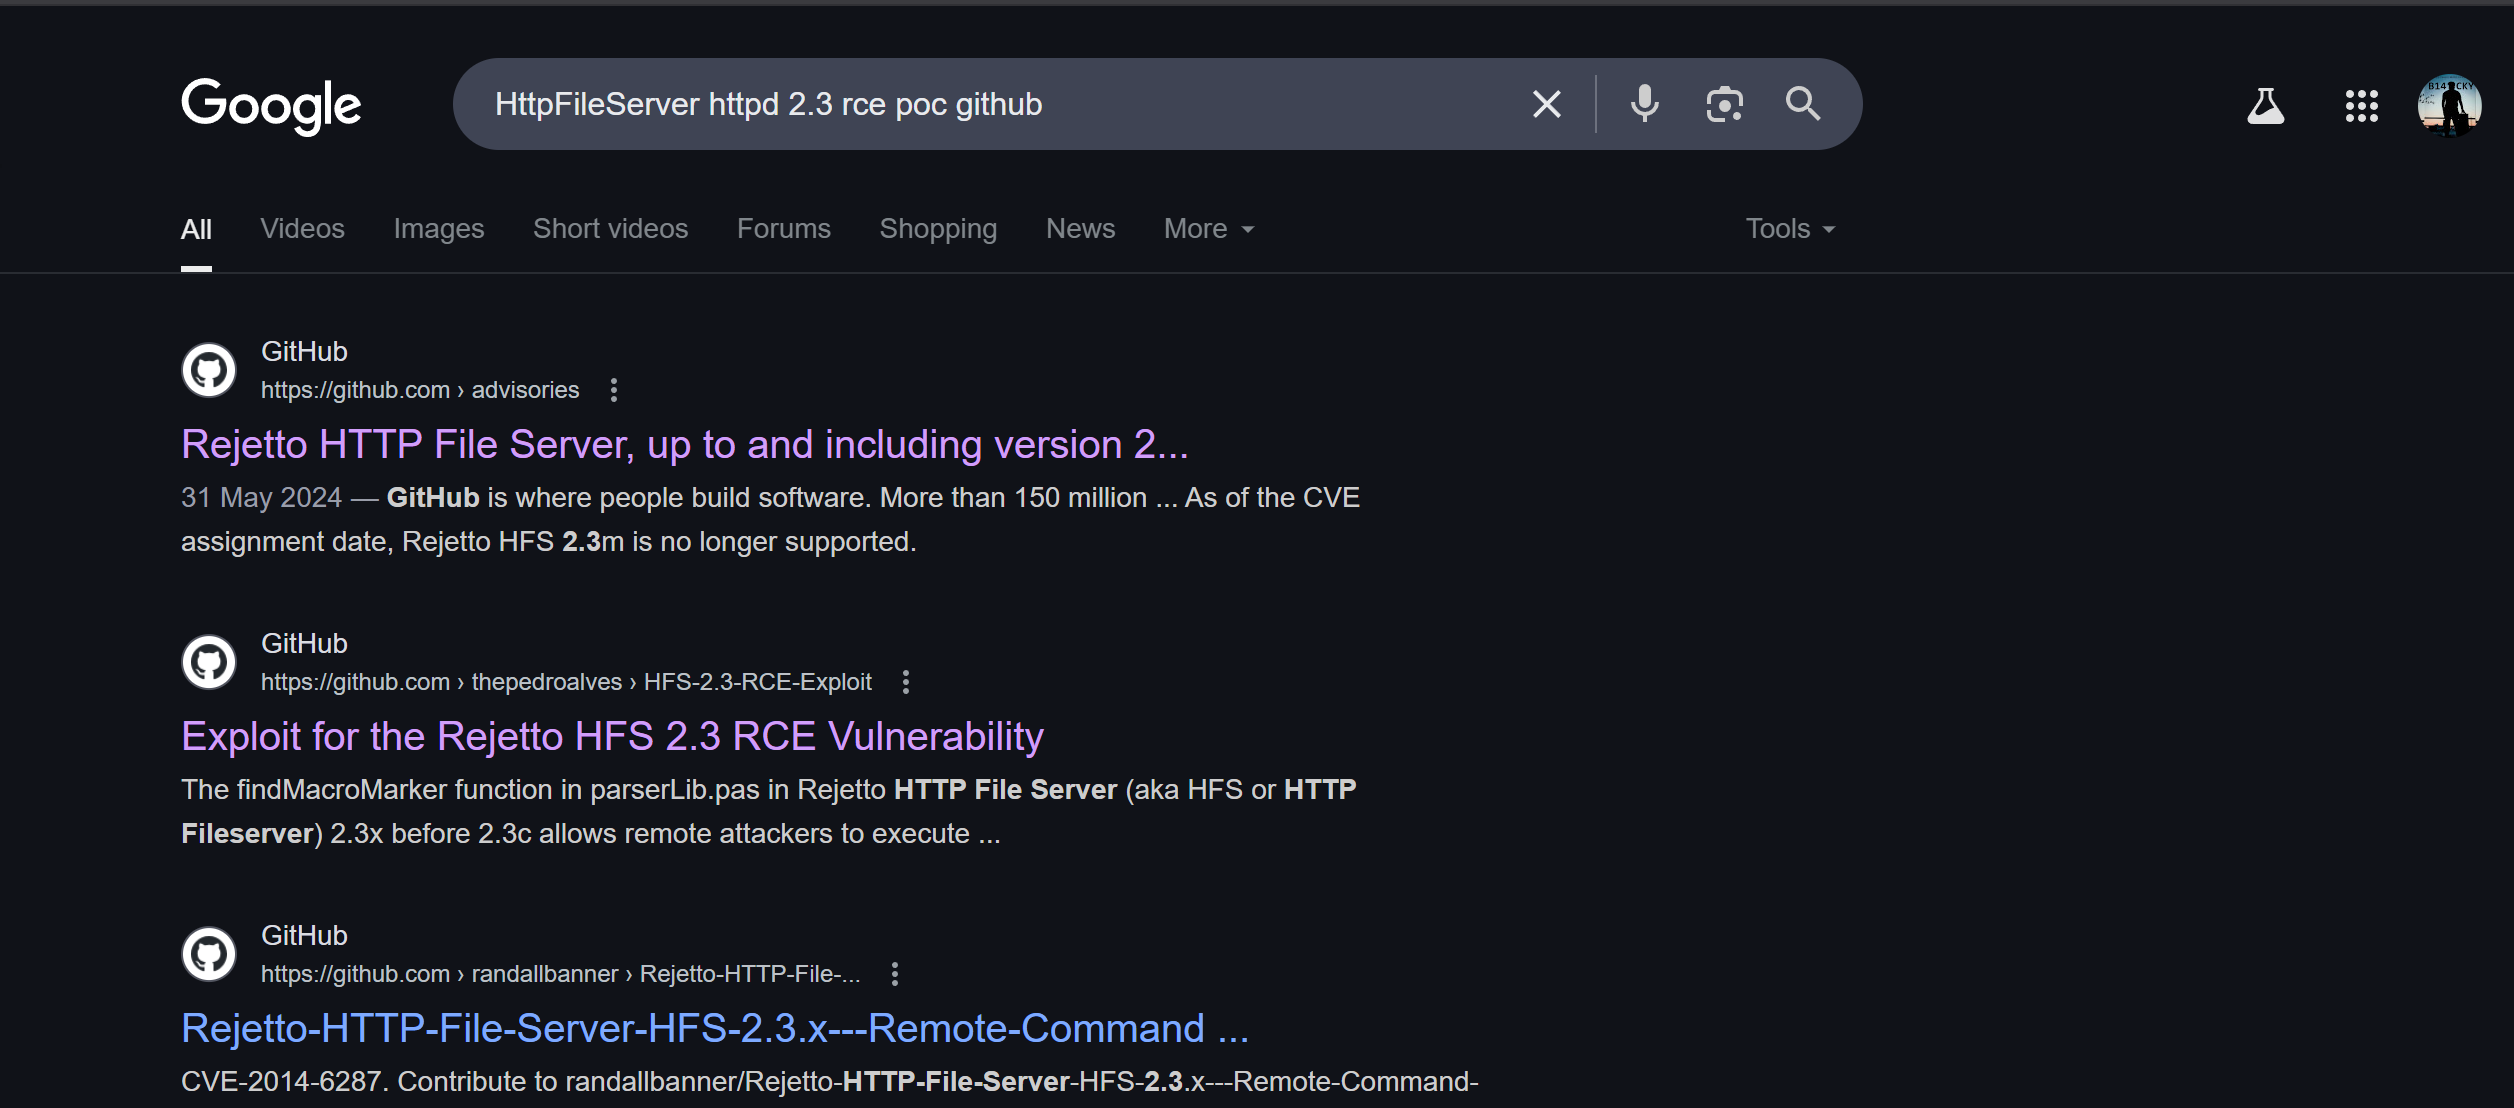 Google
HttpFileServer httpd 2.3 rce poc github
B14 CKY
All Videos Images Short videos Forums Shopping News More Tools
GitHub
https://github.com › advisories
Rejetto HTTP File Server, up to and including version 2...
31 May 2024 — GitHub is where people build software. More than 150 million ... As of the CVE
assignment date, Rejetto HFS 2.3m is no longer supported.
GitHub
https://github.com › thepedroalves › HFS-2.3-RCE-Exploit
Exploit for the Rejetto HFS 2.3 RCE Vulnerability
The findMacroMarker function in parserLib.pas in Rejetto HTTP File Server (aka HFS or HTTP
Fileserver) 2.3x before 2.3c allows remote attackers to execute ...
GitHub
https://github.com › randallbanner › Rejetto-HTTP-File-...
Rejetto-HTTP-File-Server-HFS-2.3.x---Remote-Command ...
CVE-2014-6287. Contribute to randallbanner/Rejetto-HTTP-File-Server-HFS-2.3.x---Remote-Command-